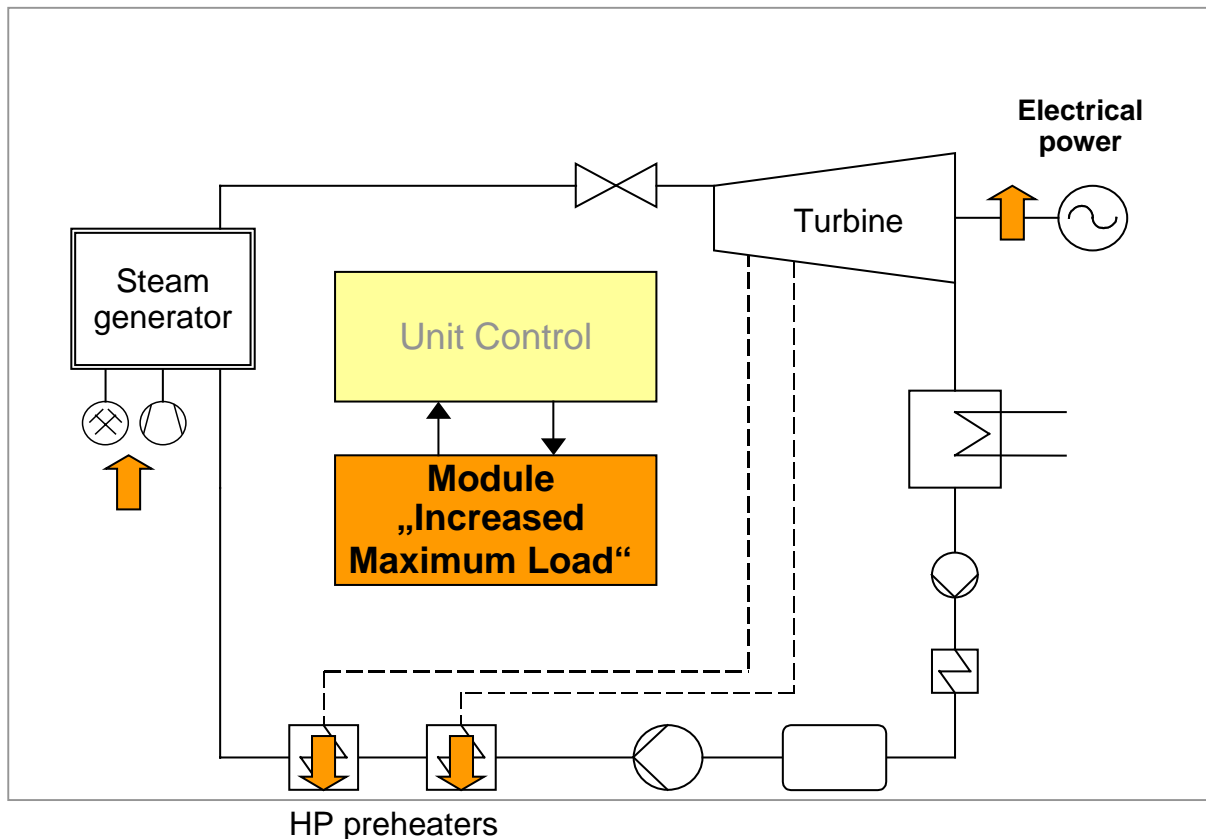 Electrical
power
Turbine
Steam
generator
Unit Control
Module
„Increased
Maximum Load“
HP preheaters